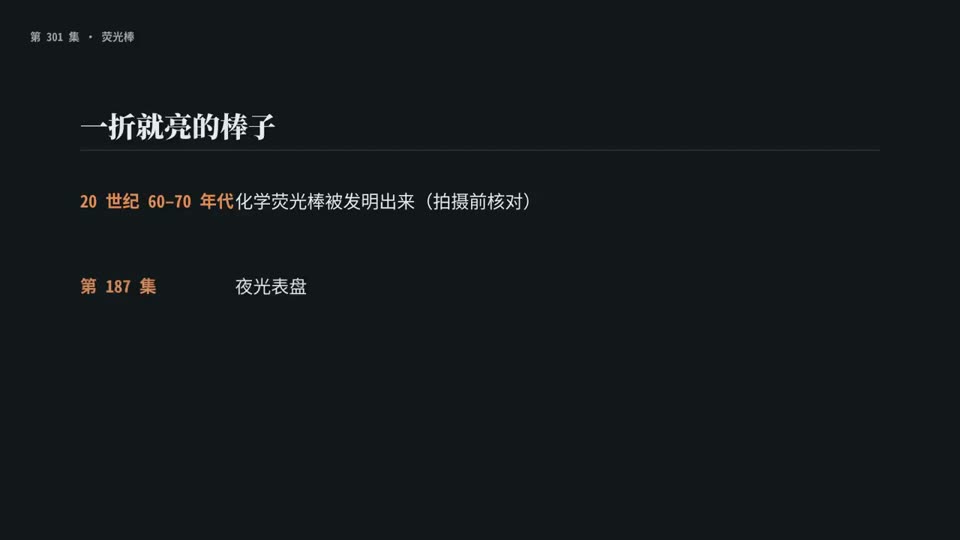 第 301 集 · 荧光棒
一折就亮的棒子
20 世纪 60–70 年代 化学荧光棒被发明出来（拍摄前核对）
第 187 集 夜光表盘